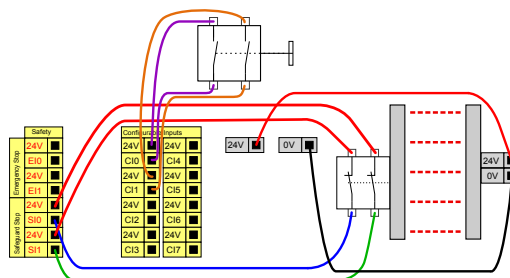 Safety
Emergency Stop
24V
EI0
24V
EI1
Safeguard Stop
24V
SI0
24V
SI1
Configurable Inputs
24V 24V
CI0 CI4
24V 24V
CI1 CI5
24V 24V
CI2 CI6
24V 24V
CI3 CI7
24V
0V
24V
0V